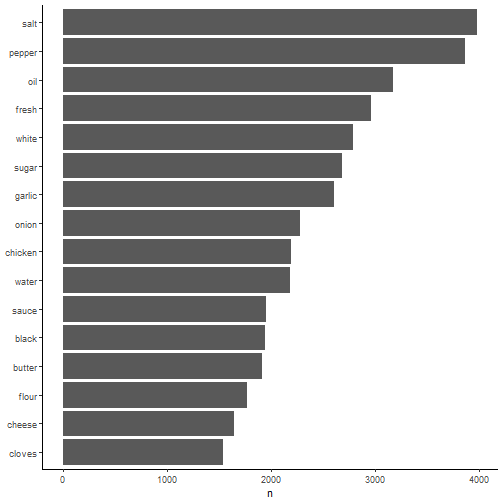 salt
pepper
oil
fresh
white
sugar
garlic
onion
chicken
water
sauce
black
butter
flour
cheese
cloves
0 1000 2000 3000 4000
n